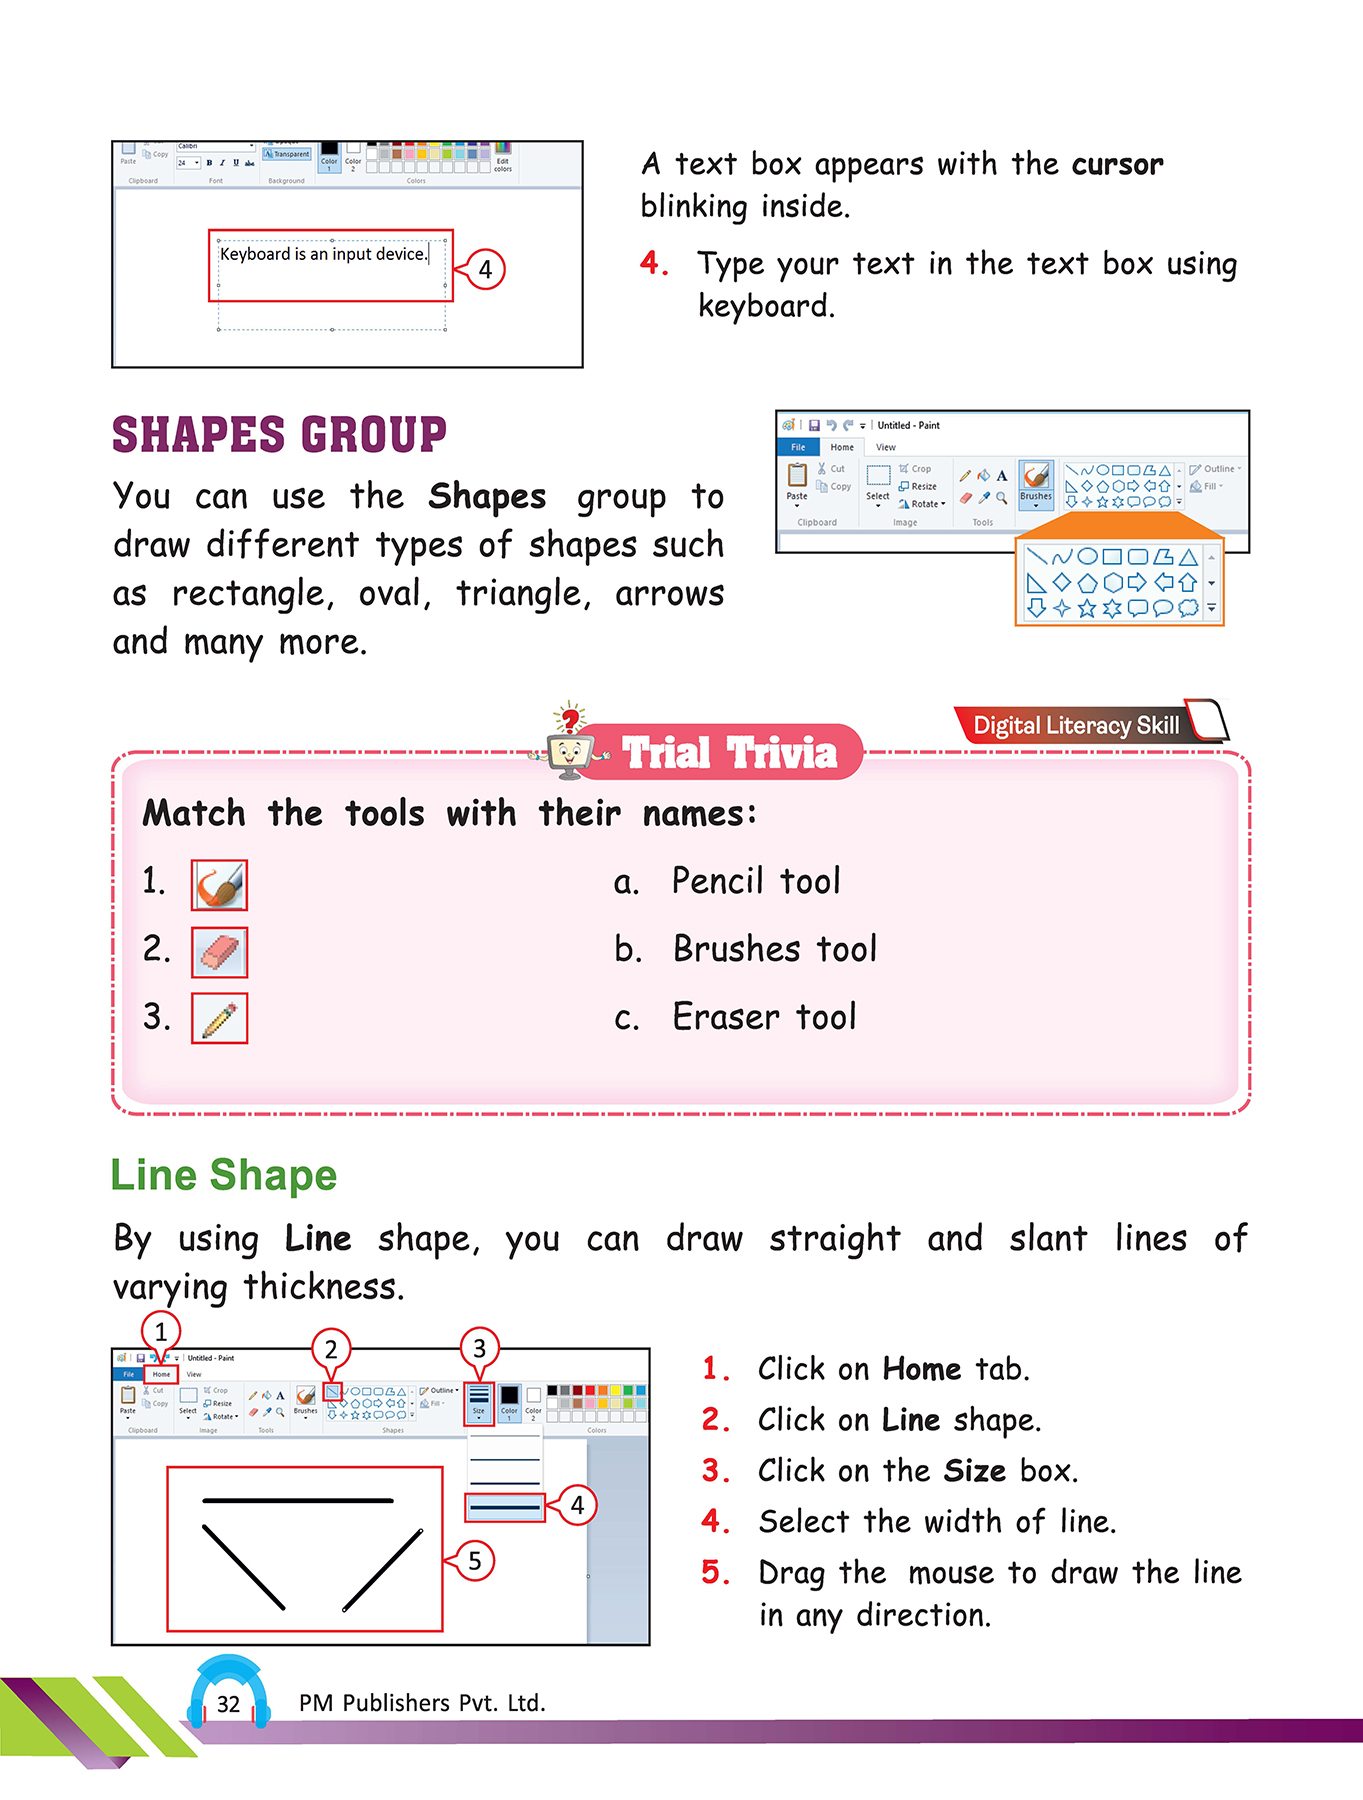 Calibri
Transparent
Paste
Copy
24
B I U abc
Color 1
Color 2
Edit colors
Clipboard
Font
Background
Colors
Keyboard is an input device.
4
A text box appears with the cursor
blinking inside.
4. Type your text in the text box using
keyboard.
SHAPES GROUP
You can use the Shapes group to
draw different types of shapes such
as rectangle, oval, triangle, arrows
and many more.
Untitled - Paint
File Home View
Paste
Cut
Copy
Select
Crop
Resize
Rotate
A
Brushes
Outline
Fill
Clipboard
Image
Tools
Digital Literacy Skill
?
Trial Trivia
Match the tools with their names:
1. a. Pencil tool
2. b. Brushes tool
3. c. Eraser tool
Line Shape
By using Line shape, you can draw straight and slant lines of
varying thickness.
1
2
3
Untitled - Paint
File Home View
Paste
Cut
Copy
Select
Crop
Resize
Rotate
A
Brushes
Outline
Fill
Size
Color 1
Color 2
Clipboard
Image
Tools
Shapes
Colors
4
5
1. Click on Home tab.
2. Click on Line shape.
3. Click on the Size box.
4. Select the width of line.
5. Drag the mouse to draw the line
in any direction.
32
PM Publishers Pvt. Ltd.